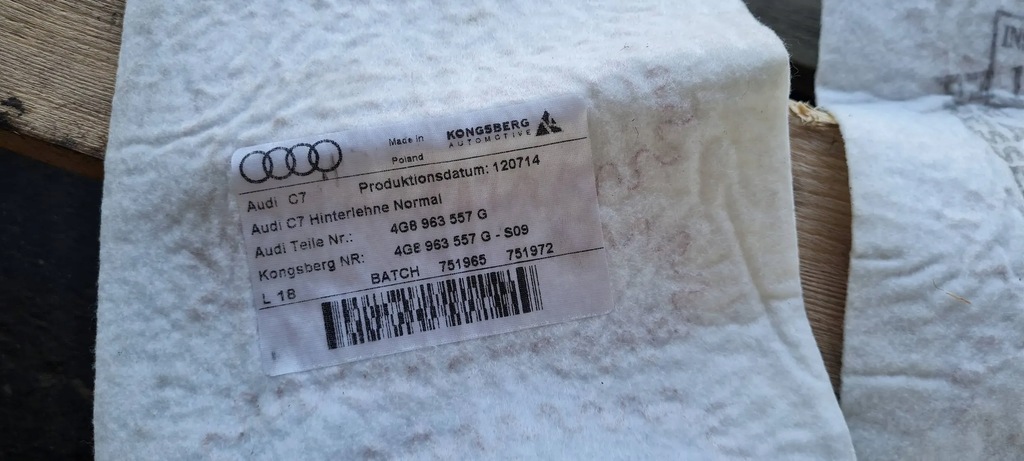 Made in
Poland
KONGSBERG
AUTOMOTIVE
Produktionsdatum: 120714
Audi C7
Audi C7 Hinterlehne Normal
Audi Teile Nr.: 4G8 963 557 G
Kongsberg NR: 4G8 963 557 G - S09
L 1B BATCH 751965 751972